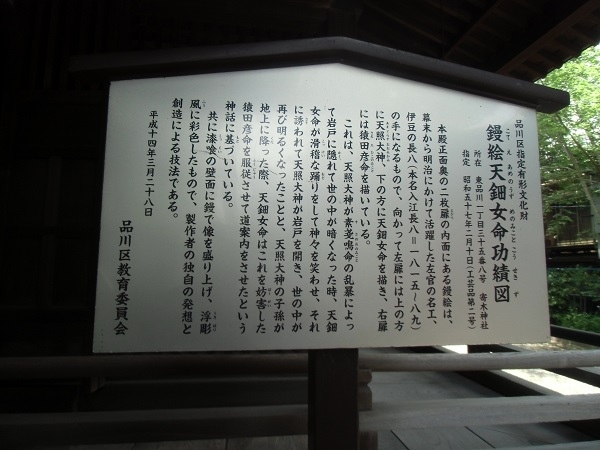 品川区指定有形文化財
鏝絵天鈿女命功績図
こて え あめのうず めのみこと こう せき ず
所在 東品川一丁目三十五番八号 寄木神社
指定 昭和五十七年二月十日(工芸品第二号)
本殿正面奥の二枚扉の内面にある鏝絵は、
幕末から明治にかけて活躍した左官の名工、
伊豆の長八(本名入江長八=一八一五~八九)
の手になるもので、向かって左扉には上の方
に天照大神、下の方に天鈿女命を描き、右扉
には猿田彦命を描いている。
これは、天照大神が素戔嗚命の乱暴によっ
て岩戸に隠れて世の中が暗くなった時、天鈿
女命が滑稽な踊りをして神々を笑わせ、それ
に誘われて天照大神が岩戸を開き、世の中が
再び明るくなったことと、天照大神の子孫が
地上に降った際、天鈿女命はこれを妨害した
猿田彦命を服従させて道案内をさせたという
神話に基づいている。
共に漆喰の壁面に鏝で像を盛り上げ、浮彫
風に彩色したもので、製作者の独自の発想と
創造による技法である。
平成十四年三月二十八日
品川区教育委員会